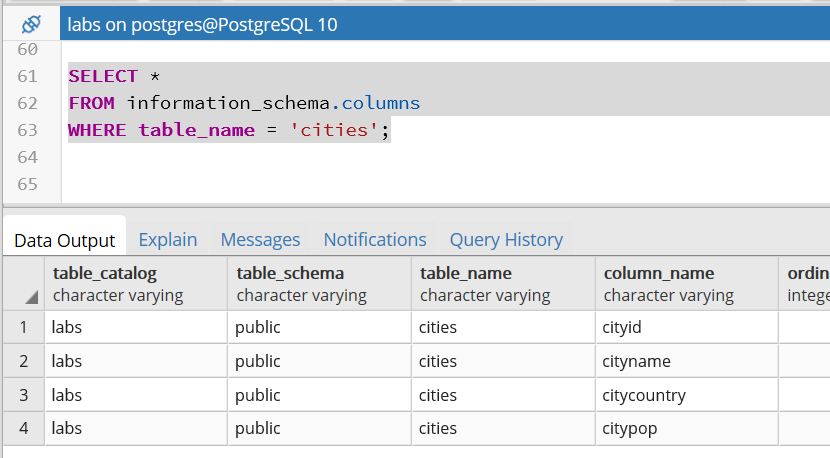 labs on postgres@PostgreSQL 10
60
61 SELECT *
62 FROM information_schema.columns
63 WHERE table_name = 'cities';
64
65
Data Output Explain Messages Notifications Query History
table_catalog table_schema table_name column_name ordin
character varying character varying character varying character varying intege
1 labs public cities cityid
2 labs public cities cityname
3 labs public cities citycountry
4 labs public cities citypop